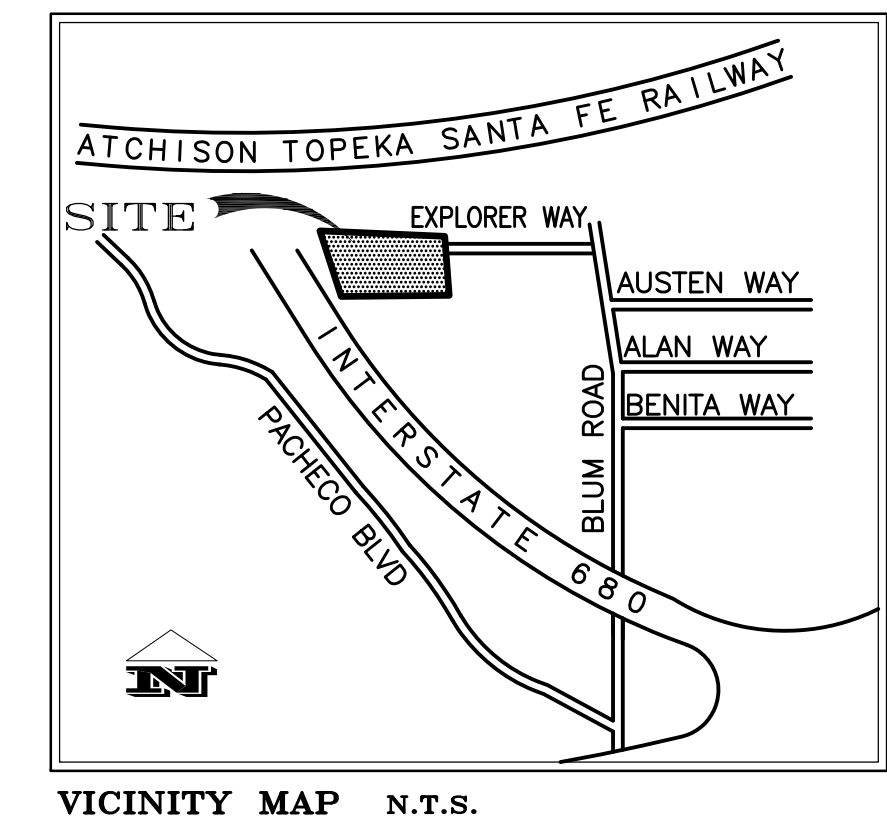 ATCHISON TOPEKA SANTA FE RAILWAY
SITE
EXPLORER WAY
AUSTEN WAY
ALAN WAY
BENITA WAY
BLUM ROAD
INTERSTATE 680
PACHECO BLVD
N
VICINITY MAP N.T.S.